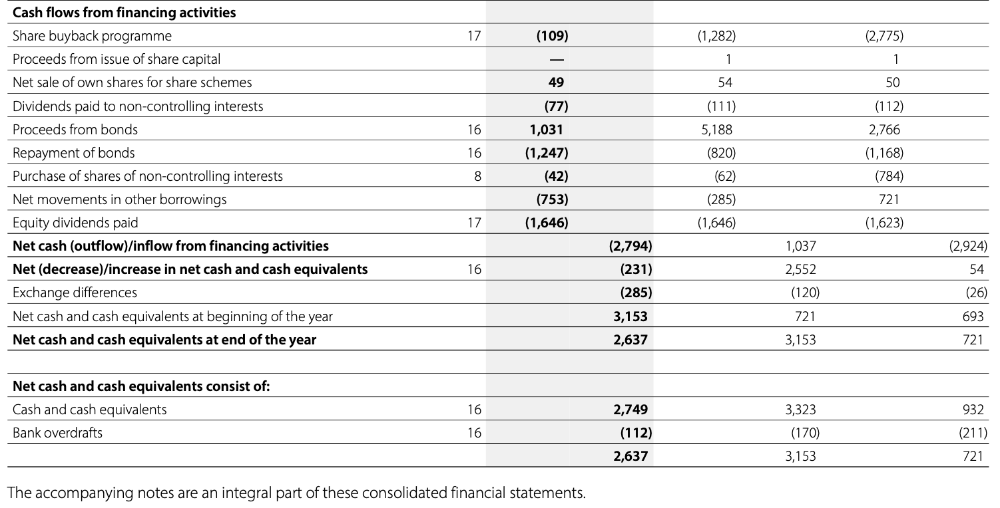 Cash flows from financing activities
Share buyback programme 17 (109) (1,282) (2,775)
Proceeds from issue of share capital — 1 1
Net sale of own shares for share schemes 49 54 50
Dividends paid to non-controlling interests (77) (111) (112)
Proceeds from bonds 16 1,031 5,188 2,766
Repayment of bonds 16 (1,247) (820) (1,168)
Purchase of shares of non-controlling interests 8 (42) (62) (784)
Net movements in other borrowings (753) (285) 721
Equity dividends paid 17 (1,646) (1,646) (1,623)
Net cash (outflow)/inflow from financing activities (2,794) 1,037 (2,924)
Net (decrease)/increase in net cash and cash equivalents 16 (231) 2,552 54
Exchange differences (285) (120) (26)
Net cash and cash equivalents at beginning of the year 3,153 721 693
Net cash and cash equivalents at end of the year 2,637 3,153 721
Net cash and cash equivalents consist of:
Cash and cash equivalents 16 2,749 3,323 932
Bank overdrafts 16 (112) (170) (211)
2,637 3,153 721
The accompanying notes are an integral part of these consolidated financial statements.